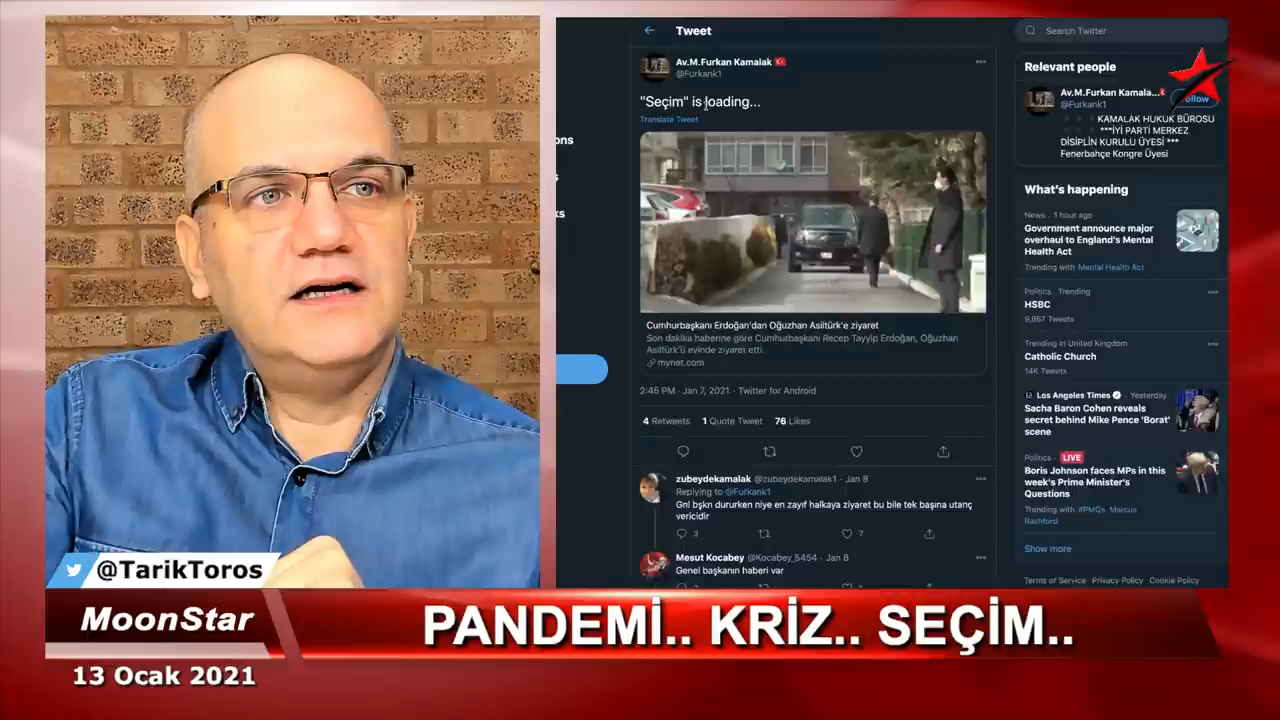 Tweet
Av.M.Furkan Kamalak
@Furkank1
"Seçim" is loading...
Translate Tweet
Cumhurbaşkanı Erdoğan'dan Oğuzhan Asiltürk'e ziyaret
Son dakika haberine göre Cumhurbaşkanı Recep Tayyip Erdoğan, Oğuzhan
Asiltürk'ü evinde ziyaret etti.
mynet.com
2:45 PM · Jan 7, 2021 · Twitter for Android
4 Retweets 1 Quote Tweet 76 Likes
zubeydekamalak @zubeydekamalak1 · Jan 8
Replying to @Furkank1
Gnl bşkn dururken niye en zayıf halkaya ziyaret bu bile tek başına utanç
vericidir
3 7
Mesut Kocabey @Kocabey_5454 · Jan 8
Genel başkanın haberi var
ons
ks
Search Twitter
Relevant people
Av.M.Furkan Kamala...
@Furkank1
Follow
KAMALAK HUKUK BÜROSU
***İYİ PARTİ MERKEZ
DİSİPLİN KURULU ÜYESİ ***
Fenerbahçe Kongre Üyesi
What's happening
News · 1 hour ago
Government announce major
overhaul to England's Mental
Health Act
Trending with Mental Health Act
Politics · Trending
HSBC
9,857 Tweets
Trending in United Kingdom
Catholic Church
14K Tweets
Los Angeles Times · Yesterday
Sacha Baron Cohen reveals
secret behind Mike Pence 'Borat'
scene
Politics · LIVE
Boris Johnson faces MPs in this
week's Prime Minister's
Questions
Trending with #PMQs, Marcus
Rashford
Show more
Terms of Service Privacy Policy Cookie Policy
@TarikToros
MoonStar
PANDEMİ.. KRİZ.. SEÇİM..
13 Ocak 2021